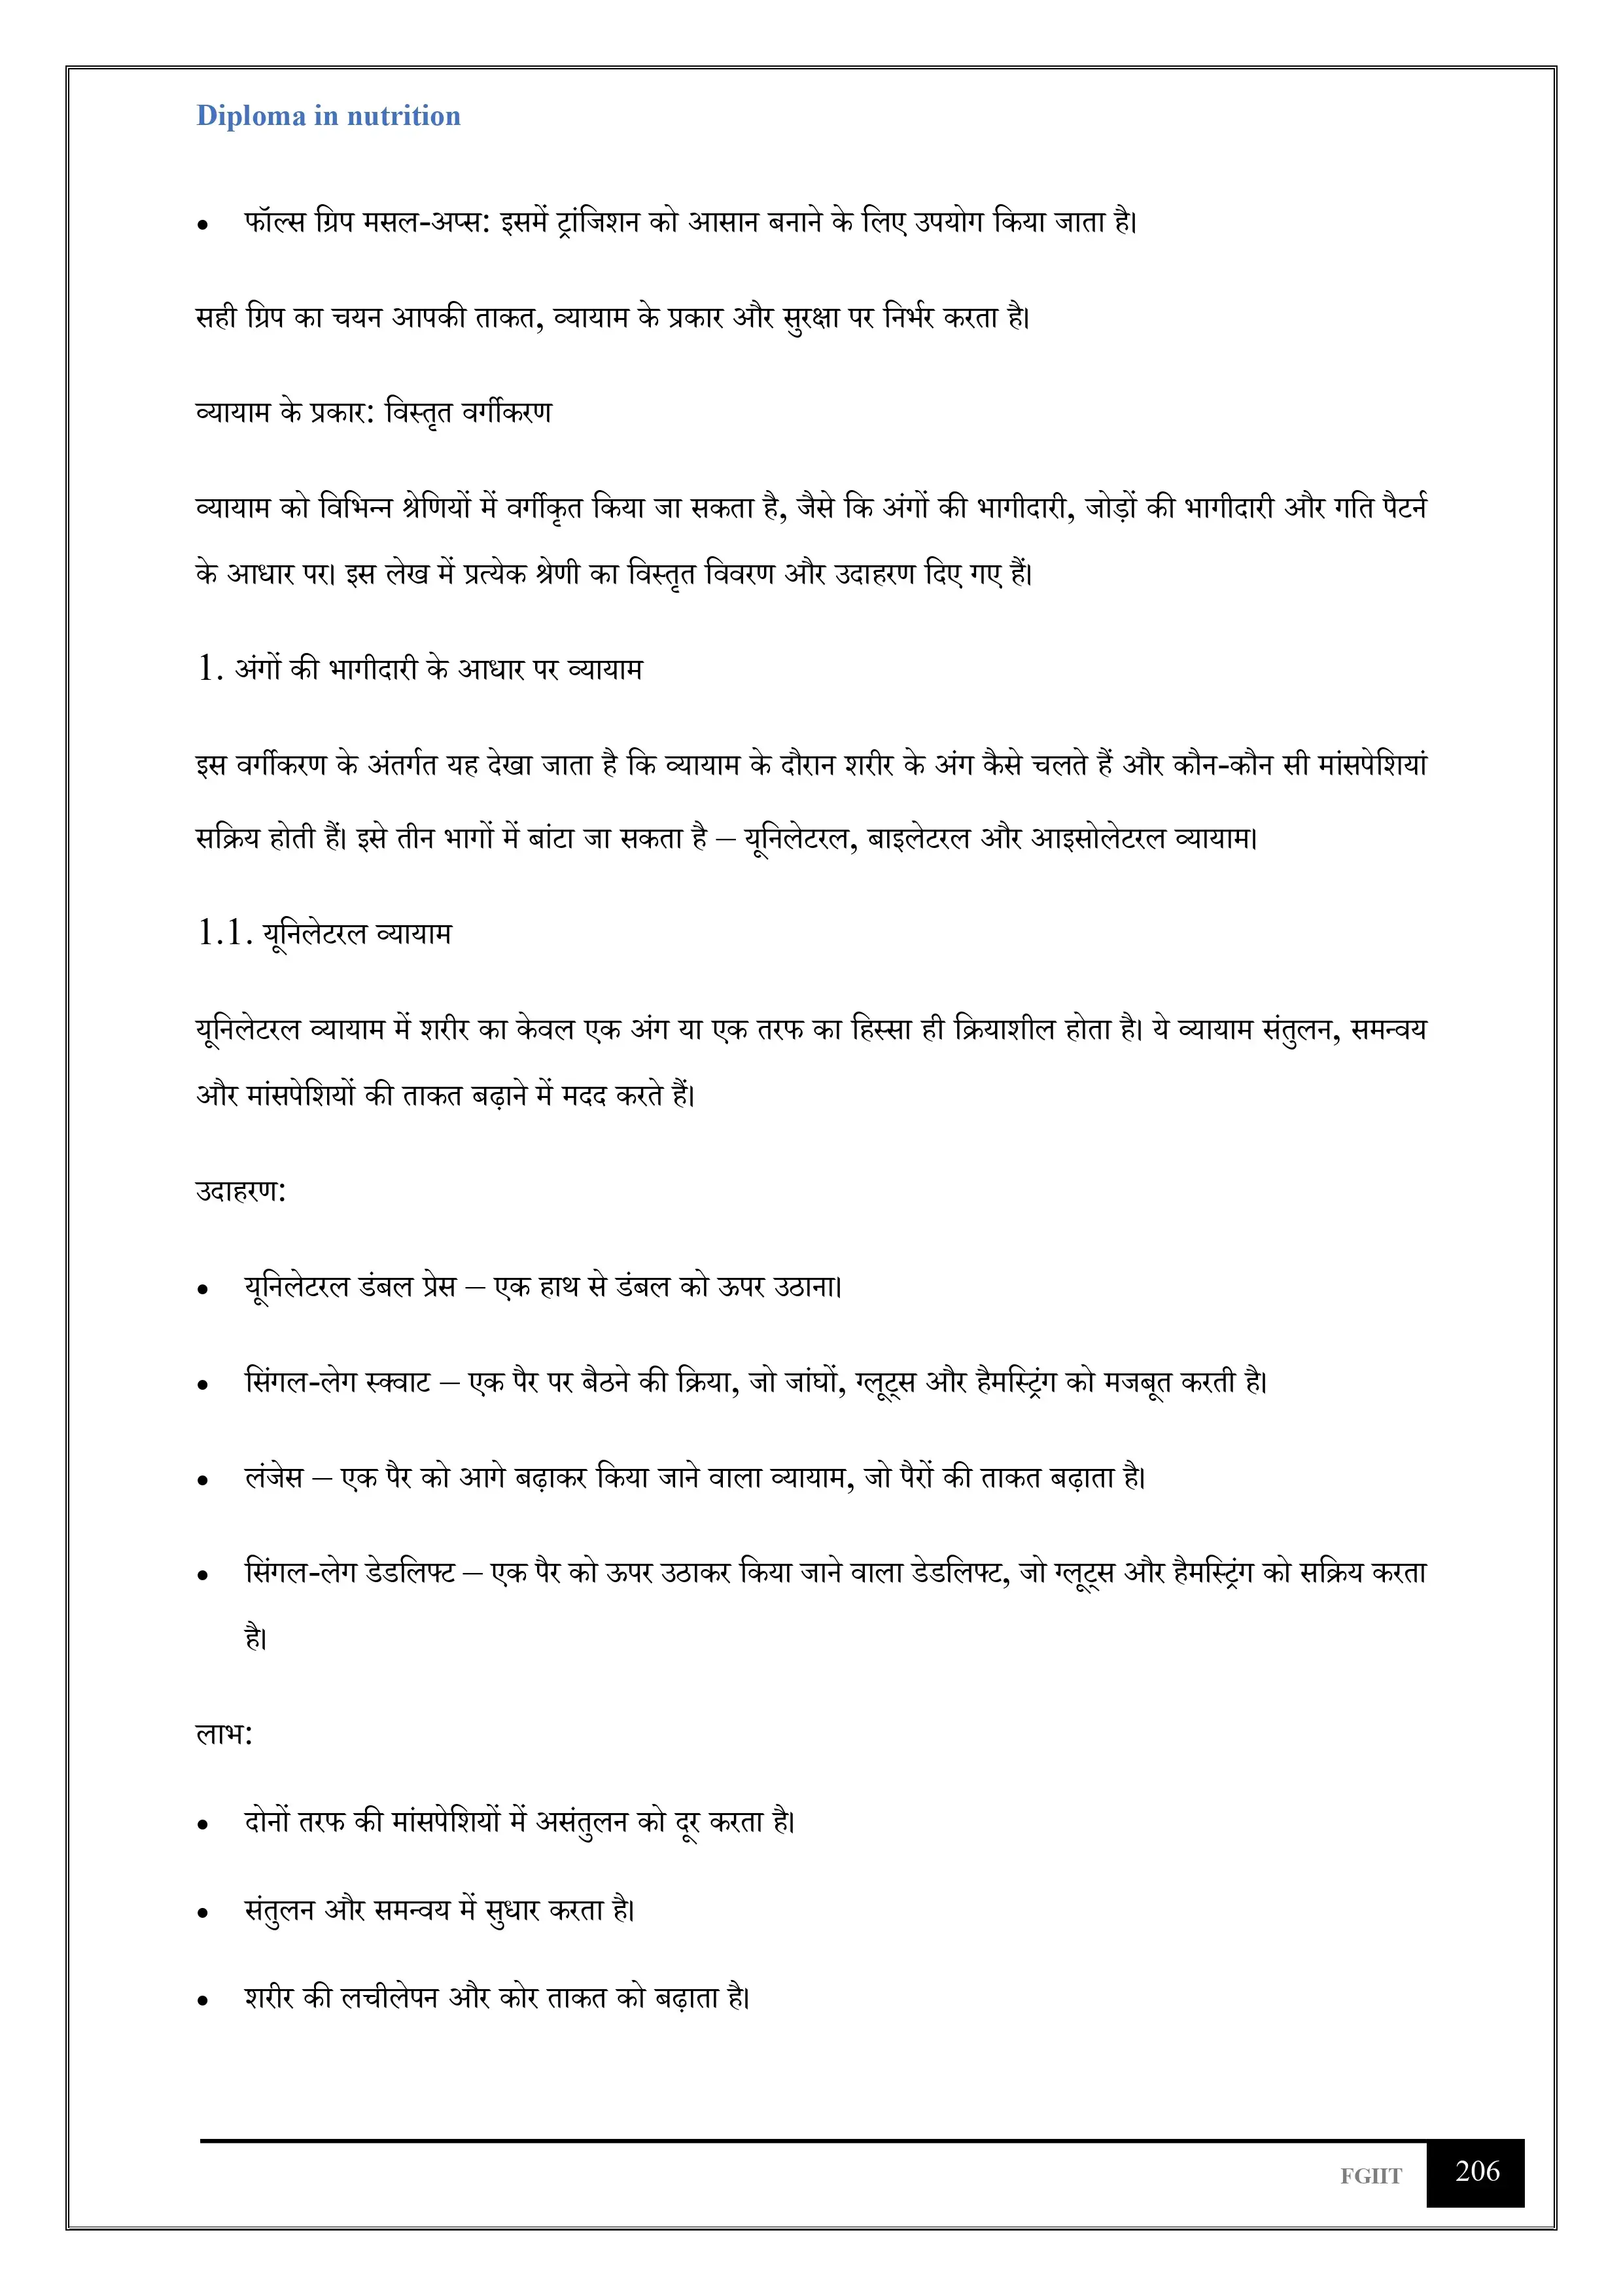 Diploma in nutrition
• फॉल्स ग्रिप मसल-अप्स: इसमें ट्रांजिशन को आसान बनाने के लिए उपयोग किया जाता है।
सही ग्रिप का चयन आपकी ताकत, व्यायाम के प्रकार और सुरक्षा पर निर्भर करता है।
व्यायाम के प्रकार: विस्तृत वर्गीकरण
व्यायाम को विभिन्न श्रेणियों में वर्गीकृत किया जा सकता है, जैसे कि अंगों की भागीदारी, जोड़ों की भागीदारी और गति पैटर्न
के आधार पर। इस लेख में प्रत्येक श्रेणी का विस्तृत विवरण और उदाहरण दिए गए हैं।
1. अंगों की भागीदारी के आधार पर व्यायाम
इस वर्गीकरण के अंतर्गत यह देखा जाता है कि व्यायाम के दौरान शरीर के अंग कैसे चलते हैं और कौन-कौन सी मांसपेशियां
सक्रिय होती हैं। इसे तीन भागों में बांटा जा सकता है – यूनिलेटरल, बाइलेटरल और आइसोलेटरल व्यायाम।
1.1. यूनिलेटरल व्यायाम
यूनिलेटरल व्यायाम में शरीर का केवल एक अंग या एक तरफ का हिस्सा ही क्रियाशील होता है। ये व्यायाम संतुलन, समन्वय
और मांसपेशियों की ताकत बढ़ाने में मदद करते हैं।
उदाहरण:
• यूनिलेटरल डंबल प्रेस – एक हाथ से डंबल को ऊपर उठाना।
• सिंगल-लेग स्क्वाट – एक पैर पर बैठने की क्रिया, जो जांघों, ग्लूट्स और हैमस्ट्रिंग को मजबूत करती है।
• लंजेस – एक पैर को आगे बढ़ाकर किया जाने वाला व्यायाम, जो पैरों की ताकत बढ़ाता है।
• सिंगल-लेग डेडलिफ्ट – एक पैर को ऊपर उठाकर किया जाने वाला डेडलिफ्ट, जो ग्लूट्स और हैमस्ट्रिंग को सक्रिय करता
है।
लाभ:
• दोनों तरफ की मांसपेशियों में असंतुलन को दूर करता है।
• संतुलन और समन्वय में सुधार करता है।
• शरीर की लचीलेपन और कोर ताकत को बढ़ाता है।
FGIIT 206